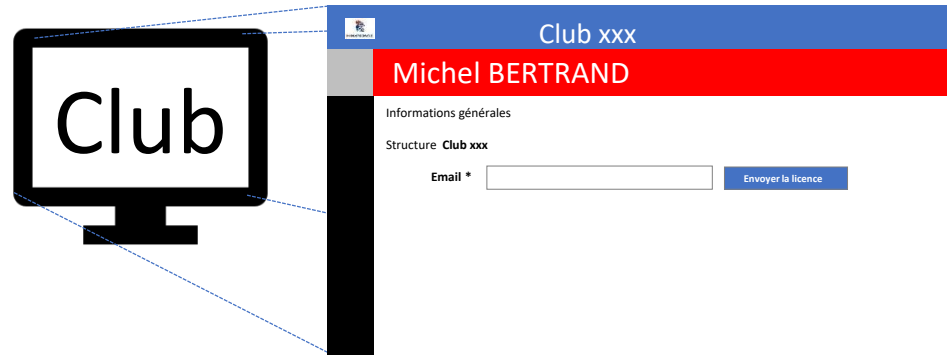 Club
Club xxx
Michel BERTRAND
Informations générales
Structure Club xxx
Email *
Envoyer la licence